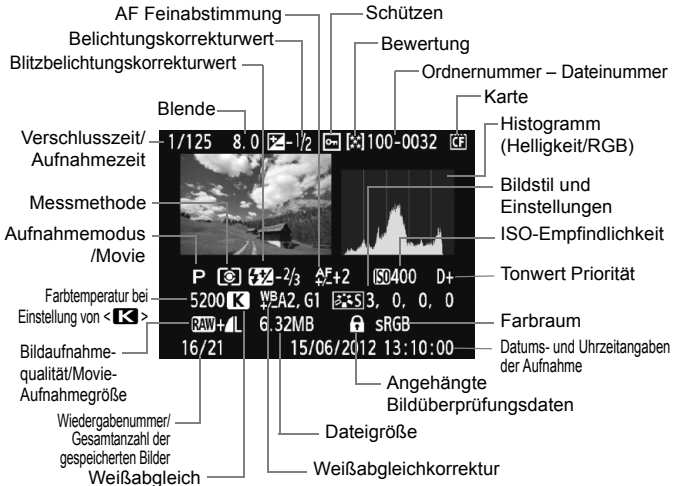 AF Feinabstimmung
Schützen
Belichtungskorrekturwert
Bewertung
Blitzbelichtungskorrekturwert
Ordnernummer – Dateinummer
Blende
Karte
Verschlusszeit/
Aufnahmezeit
1/125 8.0 -1/2 100-0032 CF
Histogramm
(Helligkeit/RGB)
Messmethode
Bildstil und
Einstellungen
Aufnahmemodus
/Movie
ISO-Empfindlichkeit
P -2/3 AF+2 ISO400 D+
Tonwert Priorität
Farbtemperatur bei
Einstellung von < K >
5200 K WB A2, G1 S 3, 0, 0, 0
RAW+L 6.32MB sRGB
Farbraum
Bildaufnahme-
qualität/Movie-
Aufnahmegröße
16/21 15/06/2012 13:10:00
Datums- und Uhrzeitangaben
der Aufnahme
Angehängte
Bildüberprüfungsdaten
Wiedergabenummer/
Gesamtanzahl der
gespeicherten Bilder
Dateigröße
Weißabgleich
Weißabgleichkorrektur